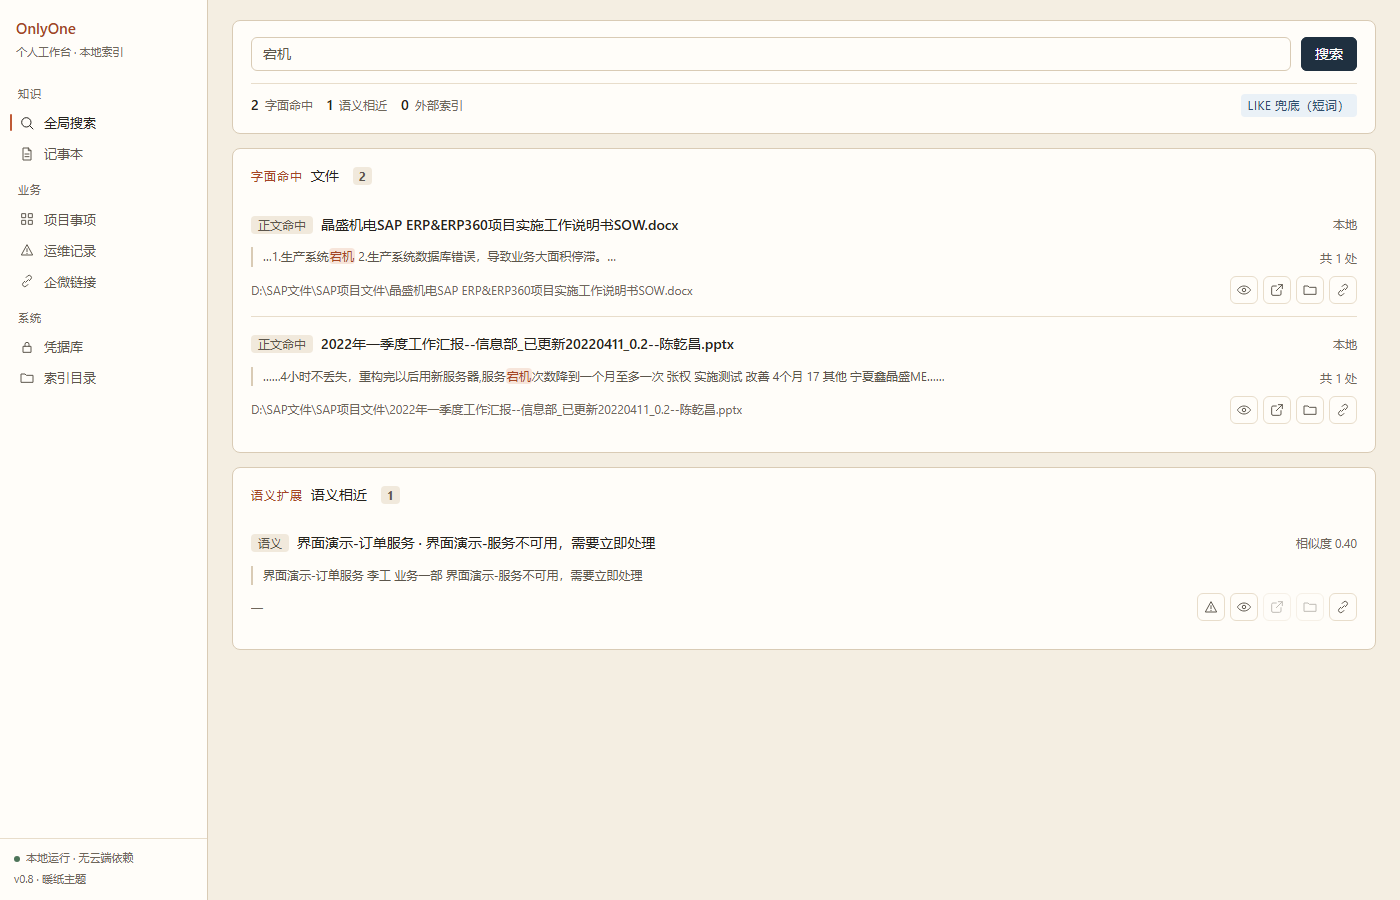 OnlyOne
个人工作台 · 本地索引
知识
全局搜索
记事本
业务
项目事项
运维记录
企微链接
系统
凭据库
索引目录
本地运行 · 无云端依赖
v0.8 · 暖纸主题
宕机
搜索
2 字面命中 1 语义相近 0 外部索引
LIKE 兜底（短词）
字面命中 文件 2
正文命中 晶盛机电SAP ERP&ERP360项目实施工作说明书SOW.docx 本地
...1.生产系统宕机 2.生产系统数据库错误，导致业务大面积停滞。... 共 1 处
D:\SAP文件\SAP项目文件\晶盛机电SAP ERP&ERP360项目实施工作说明书SOW.docx
正文命中 2022年一季度工作汇报--信息部_已更新20220411_0.2--陈乾昌.pptx 本地
......4小时不丢失，重构完以后用新服务器,服务宕机次数降到一个月至多一次 张权 实施测试 改善 4个月 17 其他 宁夏鑫晶盛ME...... 共 1 处
D:\SAP文件\SAP项目文件\2022年一季度工作汇报--信息部_已更新20220411_0.2--陈乾昌.pptx
语义扩展 语义相近 1
语义 界面演示-订单服务 · 界面演示-服务不可用，需要立即处理 相似度 0.40
界面演示-订单服务 李工 业务一部 界面演示-服务不可用，需要立即处理
—